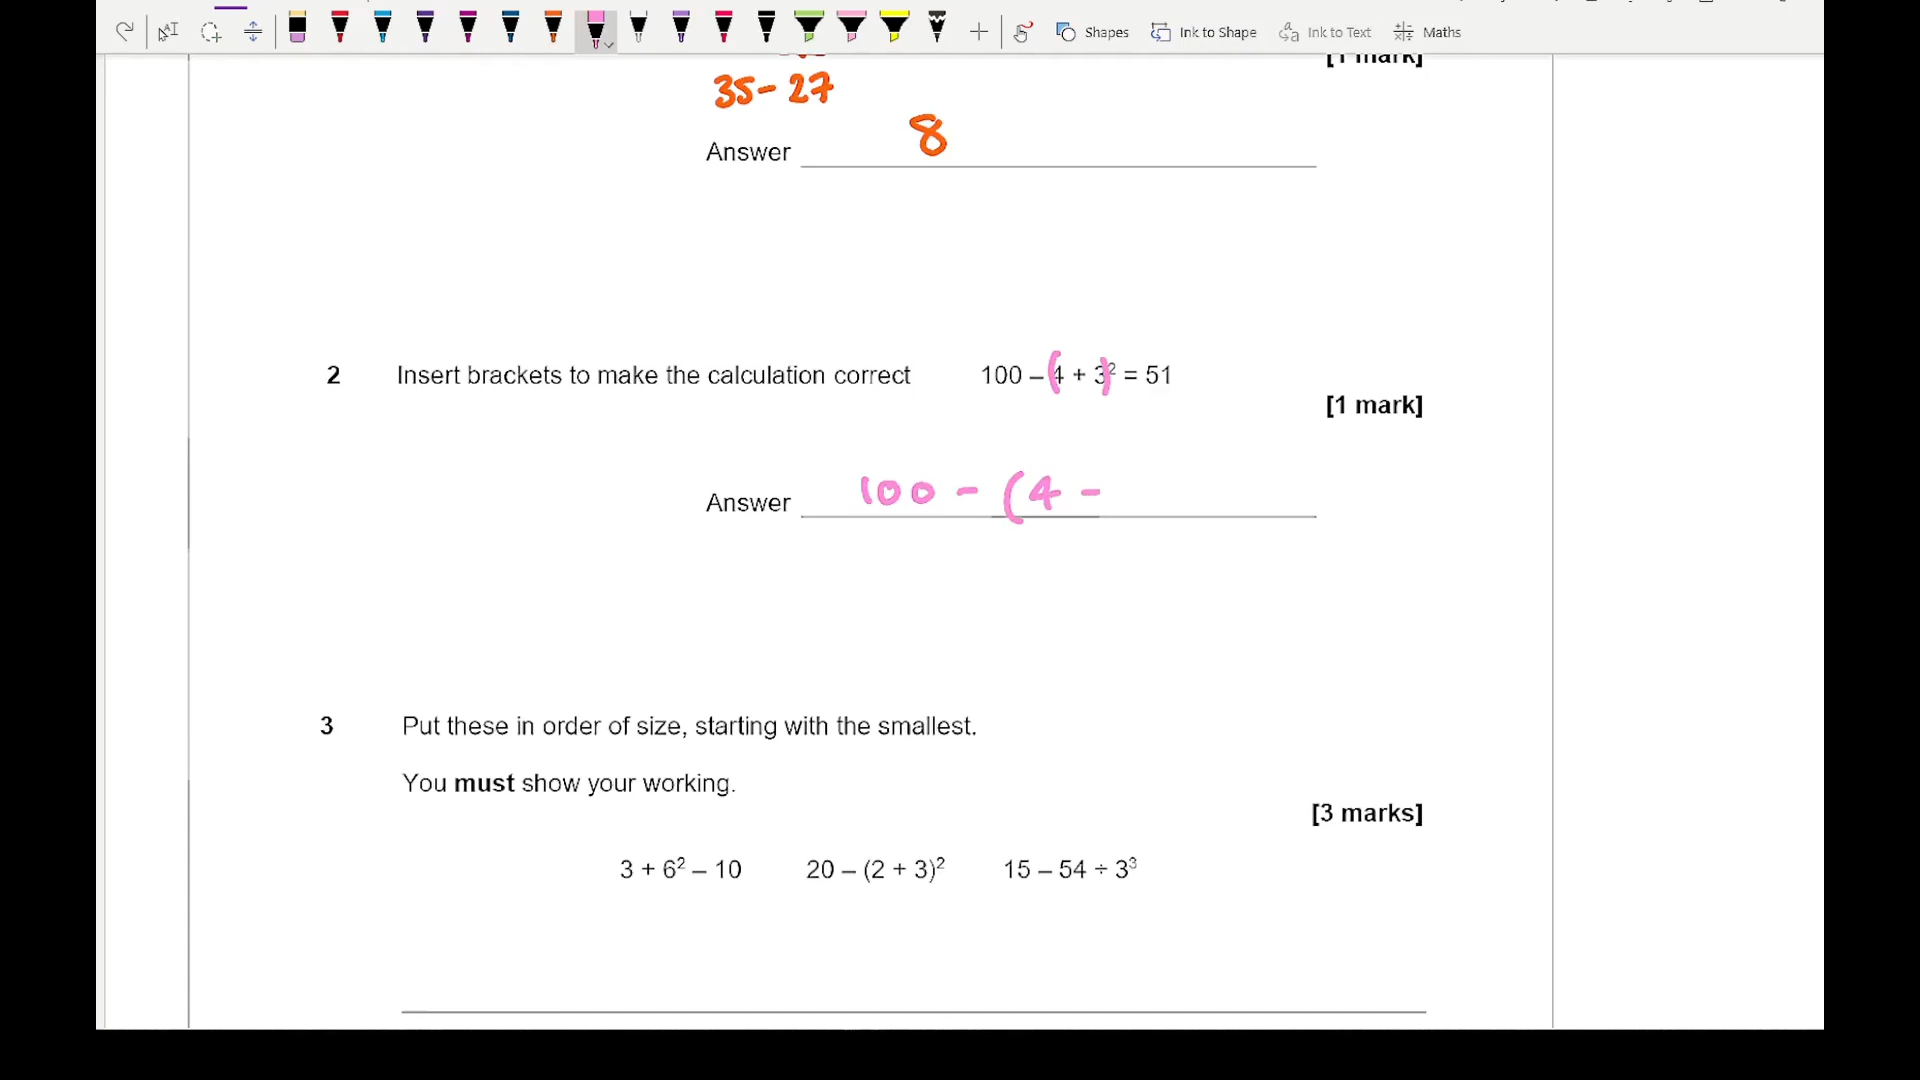 Shapes Ink to Shape Ink to Text Maths
[1 mark]
35 - 27
Answer 8
2 Insert brackets to make the calculation correct 100 – (4 + 3)² = 51
[1 mark]
Answer 100 - (4 -
3 Put these in order of size, starting with the smallest.
You must show your working.
[3 marks]
3 + 6² – 10 20 – (2 + 3)² 15 – 54 ÷ 3³